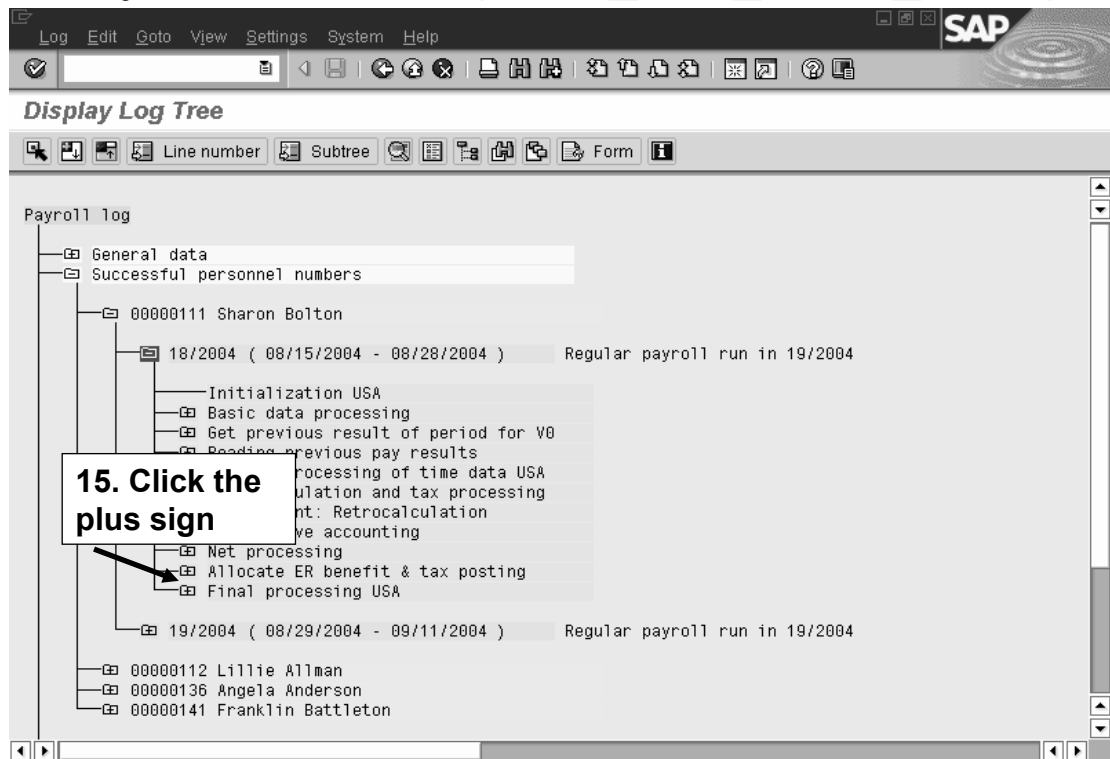 Log Edit Goto View Settings System Help
SAP
Display Log Tree
Line number Subtree Form
Payroll log
General data
Successful personnel numbers
00000111 Sharon Bolton
18/2004 ( 08/15/2004 - 08/28/2004 ) Regular payroll run in 19/2004
Initialization USA
Basic data processing
Get previous result of period for V0
Reading previous pay results
rocessing of time data USA
ulation and tax processing
nt: Retrocalculation
ve accounting
15. Click the
plus sign
Net processing
Allocate ER benefit & tax posting
Final processing USA
19/2004 ( 08/29/2004 - 09/11/2004 ) Regular payroll run in 19/2004
00000112 Lillie Allman
00000136 Angela Anderson
00000141 Franklin Battleton